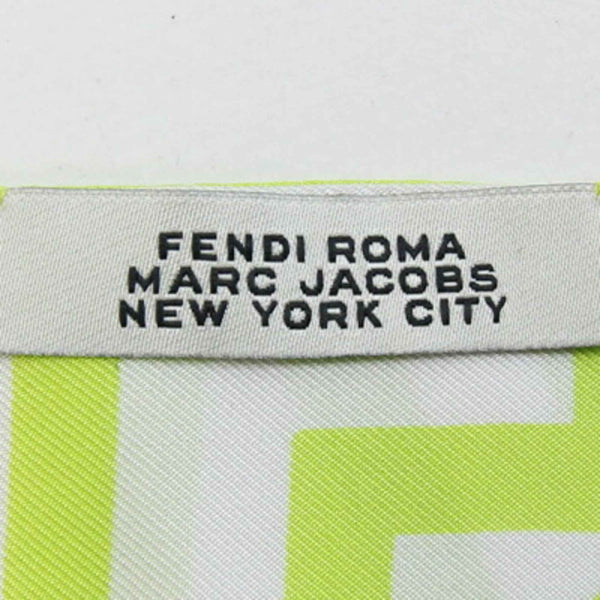 FENDI ROMA
MARC JACOBS
NEW YORK CITY